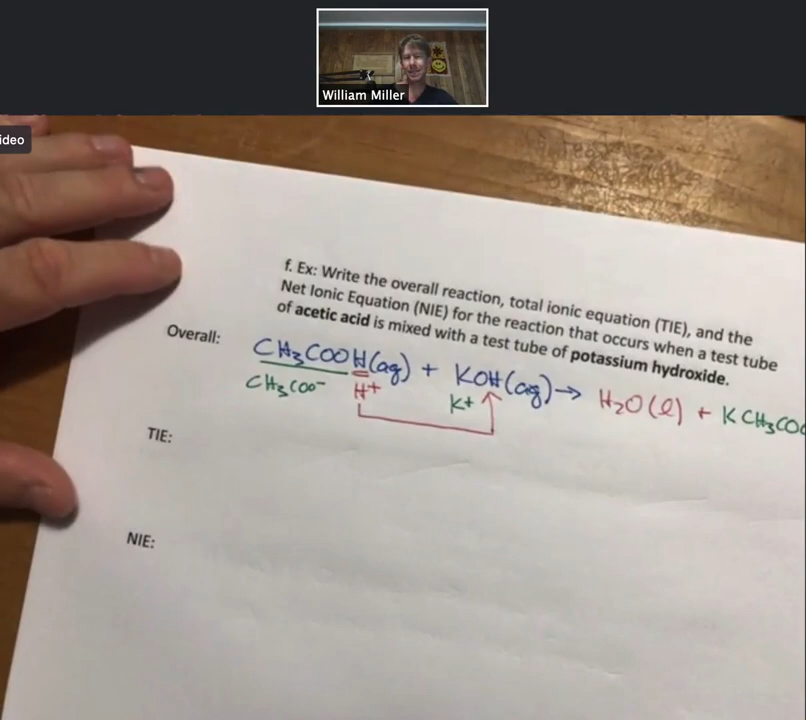 William Miller
ideo
f. Ex: Write the overall reaction, total ionic equation (TIE), and the
Net Ionic Equation (NIE) for the reaction that occurs when a test tube
of acetic acid is mixed with a test tube of potassium hydroxide.
Overall: CH₃COOH(aq) + KOH(aq) → H₂O(l) + KCH₃COO
CH₃COO⁻ H⁺ K⁺
TIE:
NIE: